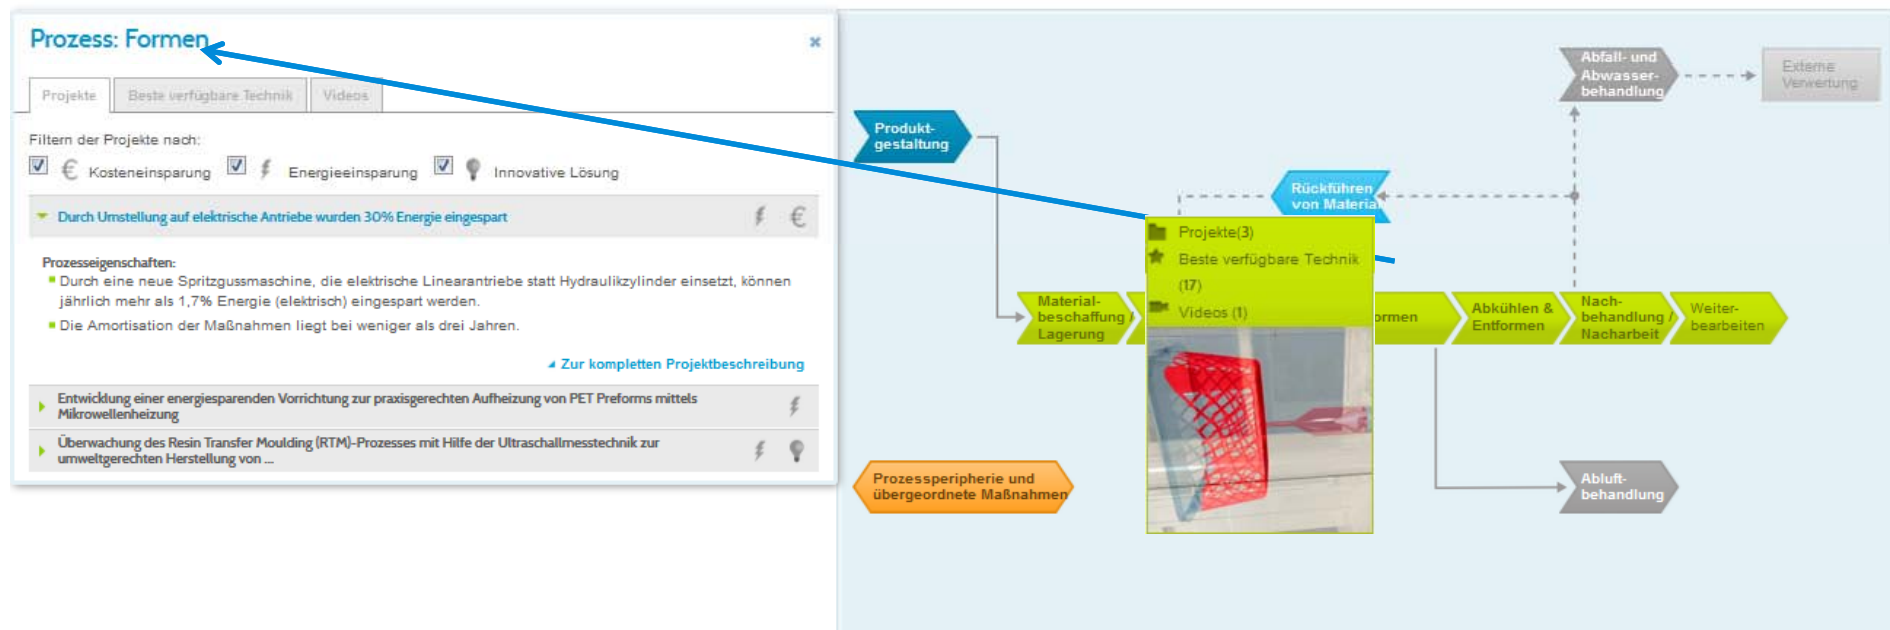 Prozess: Formen
Projekte
Beste verfügbare Technik
Videos
Filtern der Projekte nach:
Kosteneinsparung
Energieeinsparung
Innovative Lösung
Durch Umstellung auf elektrische Antriebe wurden 30% Energie eingespart
Prozesseigenschaften:
Durch eine neue Spritzgussmaschine, die elektrische Linearantriebe statt Hydraulikzylinder einsetzt, können
jährlich mehr als 1,7% Energie (elektrisch) eingespart werden.
Die Amortisation der Maßnahmen liegt bei weniger als drei Jahren.
Zur kompletten Projektbeschreibung
Entwicklung einer energiesparenden Vorrichtung zur praxisgerechten Aufheizung von PET Preforms mittels
Mikrowellenheizung
Überwachung des Resin Transfer Moulding (RTM)-Prozesses mit Hilfe der Ultraschallmesstechnik zur
umweltgerechten Herstellung von ...
Abfall- und
Abwasser-
behandlung
Externe
Verwertung
Produkt-
gestaltung
Rückführen
von Material
Projekte(3)
Beste verfügbare Technik
(17)
Videos (1)
Material-
beschaffung /
Lagerung
ormen
Abkühlen &
Entformen
Nach-
behandlung /
Nacharbeit
Weiter-
bearbeiten
Prozessperipherie und
übergeordnete Maßnahmen
Abluft-
behandlung